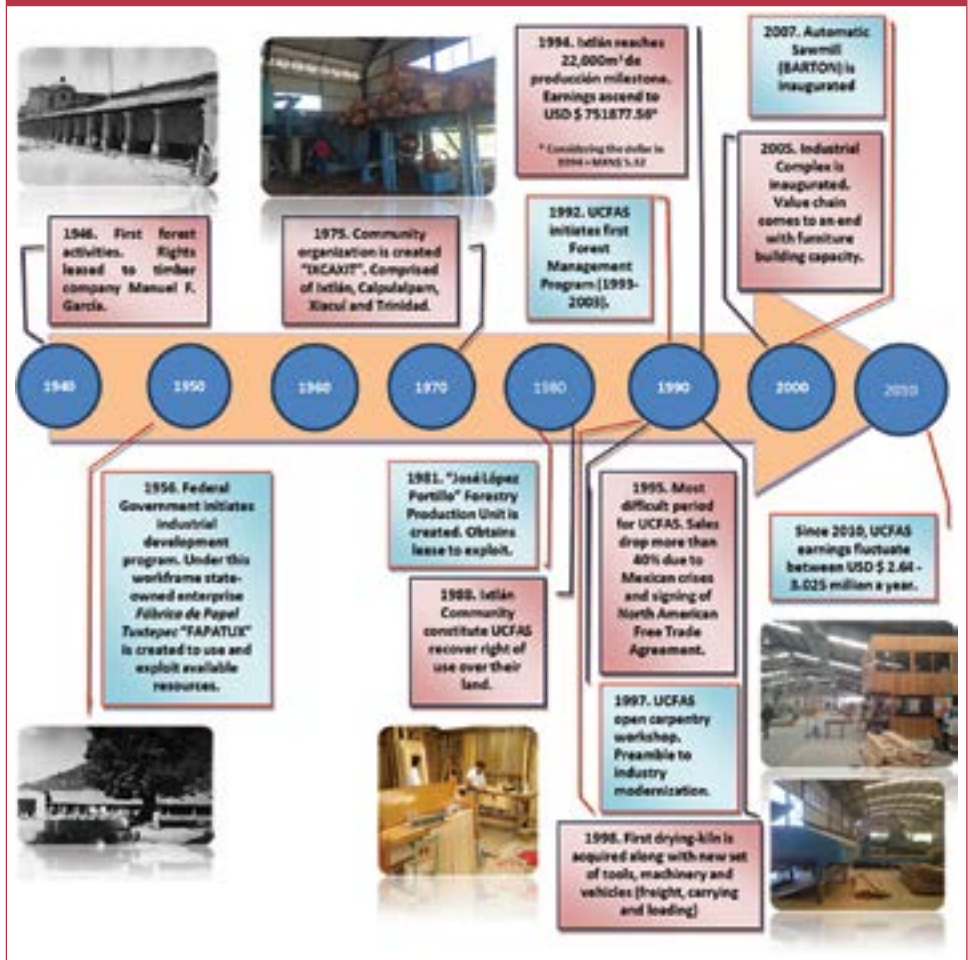 1994. Ixtlán reaches
22,000m³ de
producción milestone.
Earnings ascend to
USD $ 751877.56*
* Considering the dollar in
1994 = MXN$
2007. Automatic
Sawmill
(BARTON) is
inaugurated
2005. Industrial
Complex is
inaugurated.
Value chain
comes to an end
with furniture
building capacity.
1946. First forest
activities. Rights
leased to timber
company Manuel F.
García.
1975. Community
organization is created
"IXCAXIT". Comprised
of Ixtlán, Calpulalpam,
Xiacuí and Trinidad.
1992. UCFAS
initiates first
Forest
Management
Program (1993-
2003).
1940
1950
1960
1970
1980
1990
2000
2010
1956. Federal
Government initiates
industrial
development
program. Under this
workframe state-
owned enterprise
Fábrica de Papel
Tuxtepec "FAPATUX"
is created to use and
exploit available
resources.
1981. "José López
Portillo" Forestry
Production Unit is
created. Obtains
lease to exploit.
1988. Ixtlán
Community
constitute UCFAS
recover right of
use over their
land.
1995. Most
difficult period
for UCFAS. Sales
drop more than
40% due to
Mexican crises
and signing of
North American
Free Trade
Agreement.
Since 2010, UCFAS
earnings fluctuate
between USD $ 2.64 -
3.025 million a year.
1997. UCFAS
open carpentry
workshop.
Preamble to
industry
modernization.
1998. First drying-kiln is
acquired along with new set
of tools, machinery and
vehicles (freight, carrying
and loading)